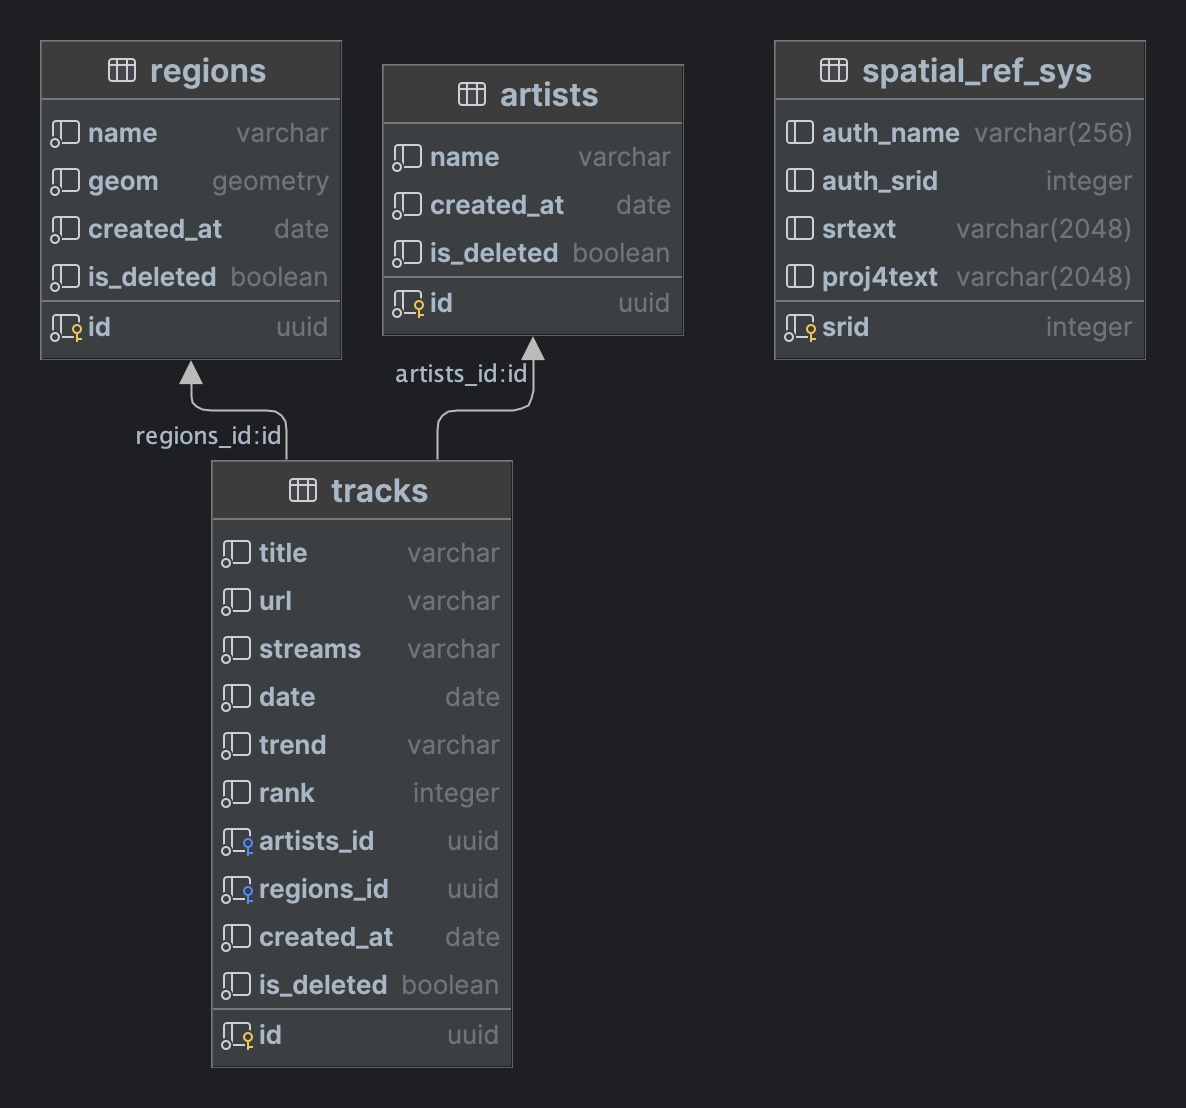 regions
name varchar
geom geometry
created_at date
is_deleted boolean
id uuid
artists
name varchar
created_at date
is_deleted boolean
id uuid
spatial_ref_sys
auth_name varchar(256)
auth_srid integer
srtext varchar(2048)
proj4text varchar(2048)
srid integer
artists_id:id
regions_id:id
tracks
title varchar
url varchar
streams varchar
date date
trend varchar
rank integer
artists_id uuid
regions_id uuid
created_at date
is_deleted boolean
id uuid